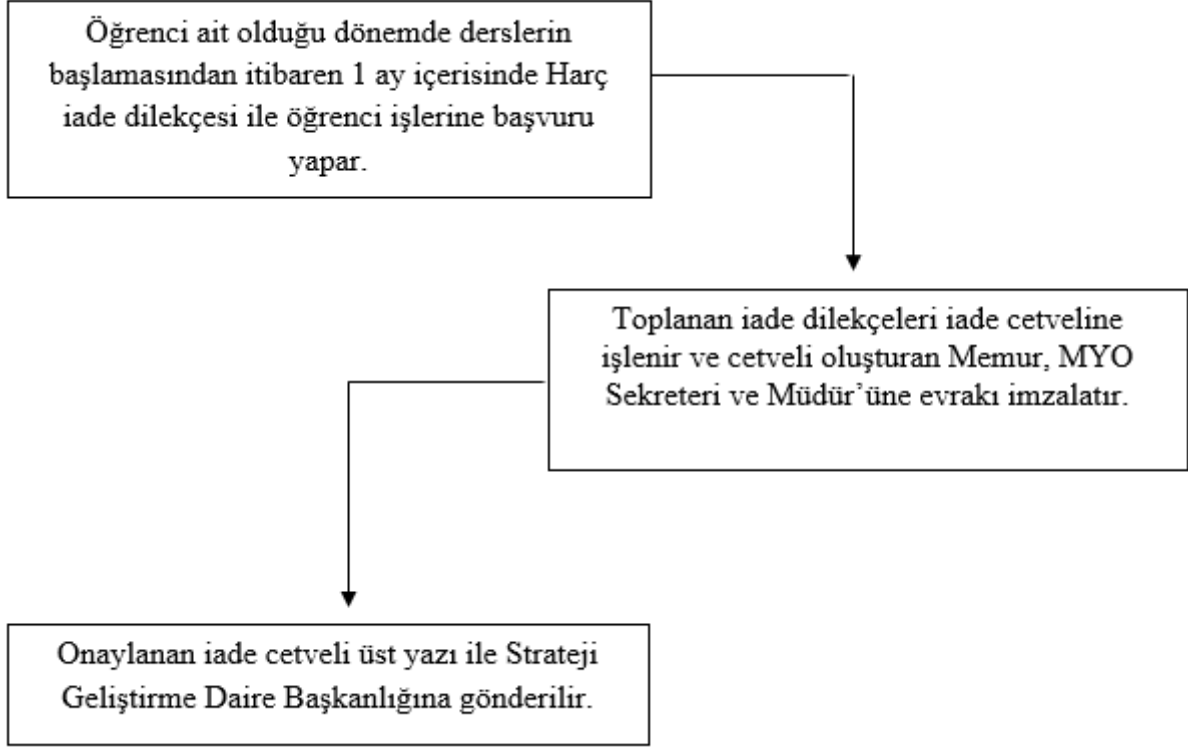 Öğrenci ait olduğu dönemde derslerin
başlamasından itibaren 1 ay içerisinde Harç
iade dilekçesi ile öğrenci işlerine başvuru
yapar.
Toplanan iade dilekçeleri iade cetveline
işlenir ve cetveli oluşturan Memur, MYO
Sekreteri ve Müdür’üne evrakı imzalatır.
Onaylanan iade cetveli üst yazı ile Strateji
Geliştirme Daire Başkanlığına gönderilir.